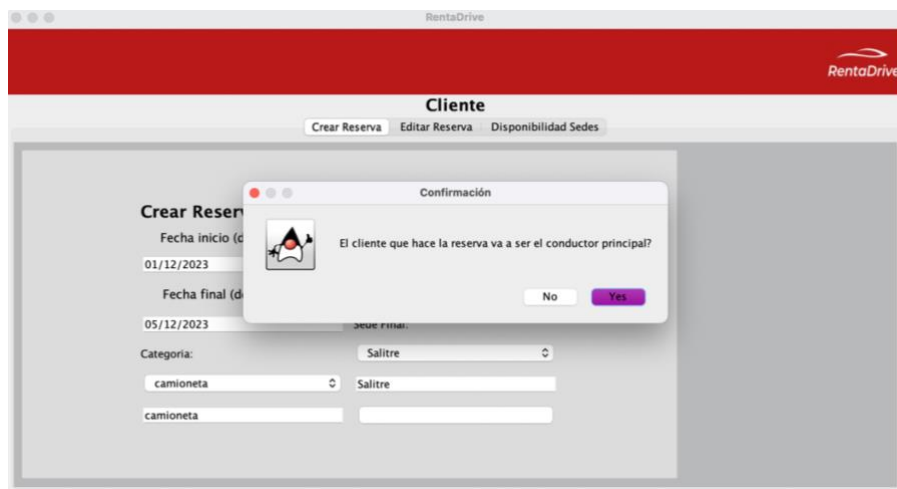 RentaDrive
RentaDrive
Cliente
Crear Reserva Editar Reserva Disponibilidad Sedes
Confirmación
El cliente que hace la reserva va a ser el conductor principal?
No Yes
Crear
Fecha inicio
01/12/2023
Fecha final
05/12/2023
Sede Final:
Categoria:
Salitre
camioneta
Salitre
camioneta